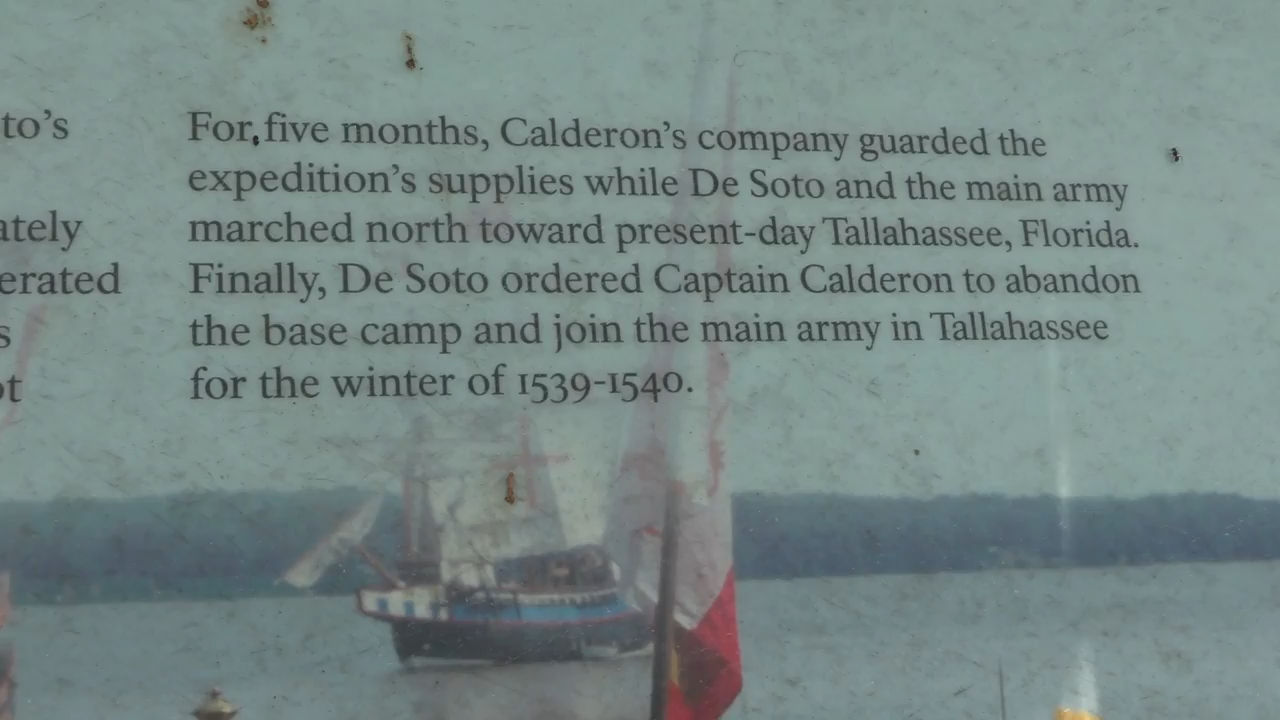 to's
ately
erated
s
ot
For five months, Calderon's company guarded the
expedition's supplies while De Soto and the main army
marched north toward present-day Tallahassee, Florida.
Finally, De Soto ordered Captain Calderon to abandon
the base camp and join the main army in Tallahassee
for the winter of 1539-1540.